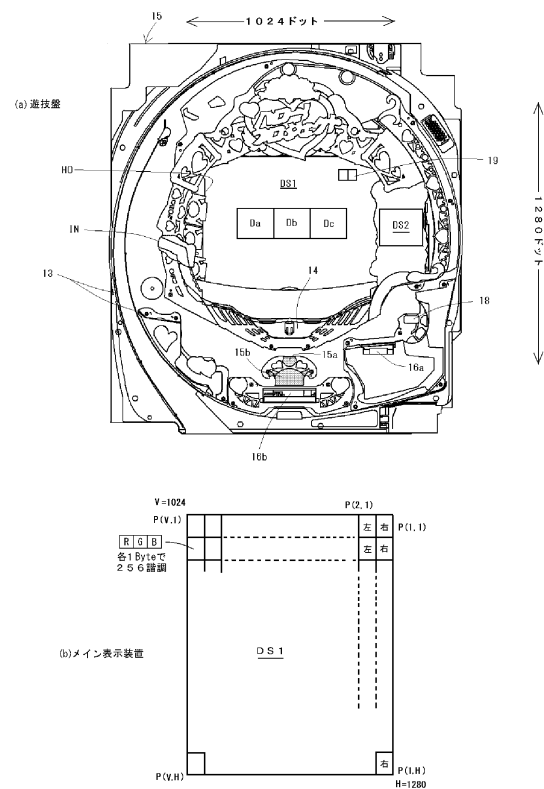 15
1024ドット
(a) 遊技盤
19
HO
DS1
IN
Da Db Dc
DS2
1280ドット
13
14
18
15b
15a
16a
16b
V=1024
P(2,1)
P(V,1)
左 右
P(1,1)
R G B
左 右
各1Byteで
256階調
(b)メイン表示装置
DS1
右
P(V,H)
P(1,H)
H=1280